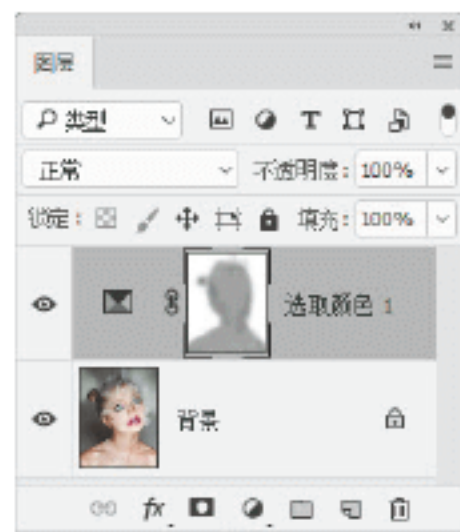 图层
类型
正常 不透明度: 100%
锁定: 填充: 100%
选取颜色 1
背景
fx